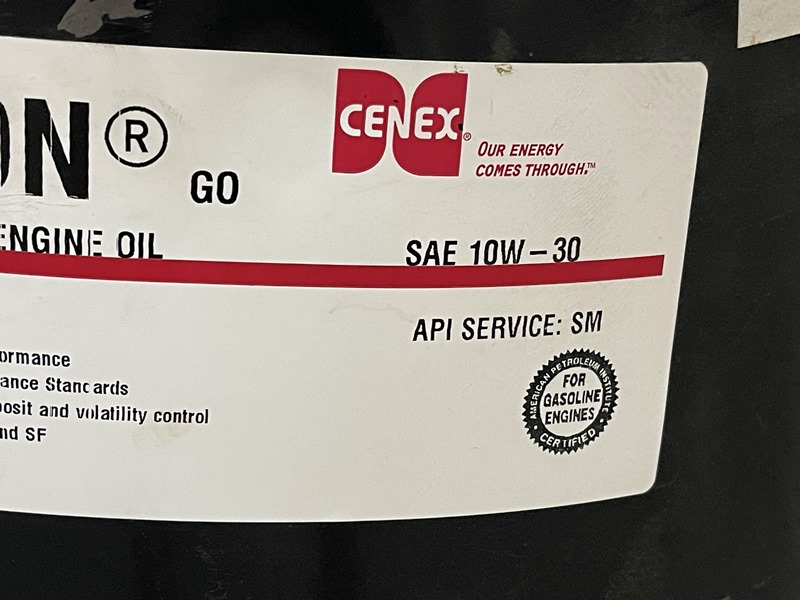 ON® GO
CENEX®
OUR ENERGY
COMES THROUGH.™
ENGINE OIL
SAE 10W-30
API SERVICE: SM
ormance
ance Standards
posit and volatility control
nd SF
AMERICAN PETROLEUM INSTITUTE
FOR
GASOLINE
ENGINES
CERTIFIED